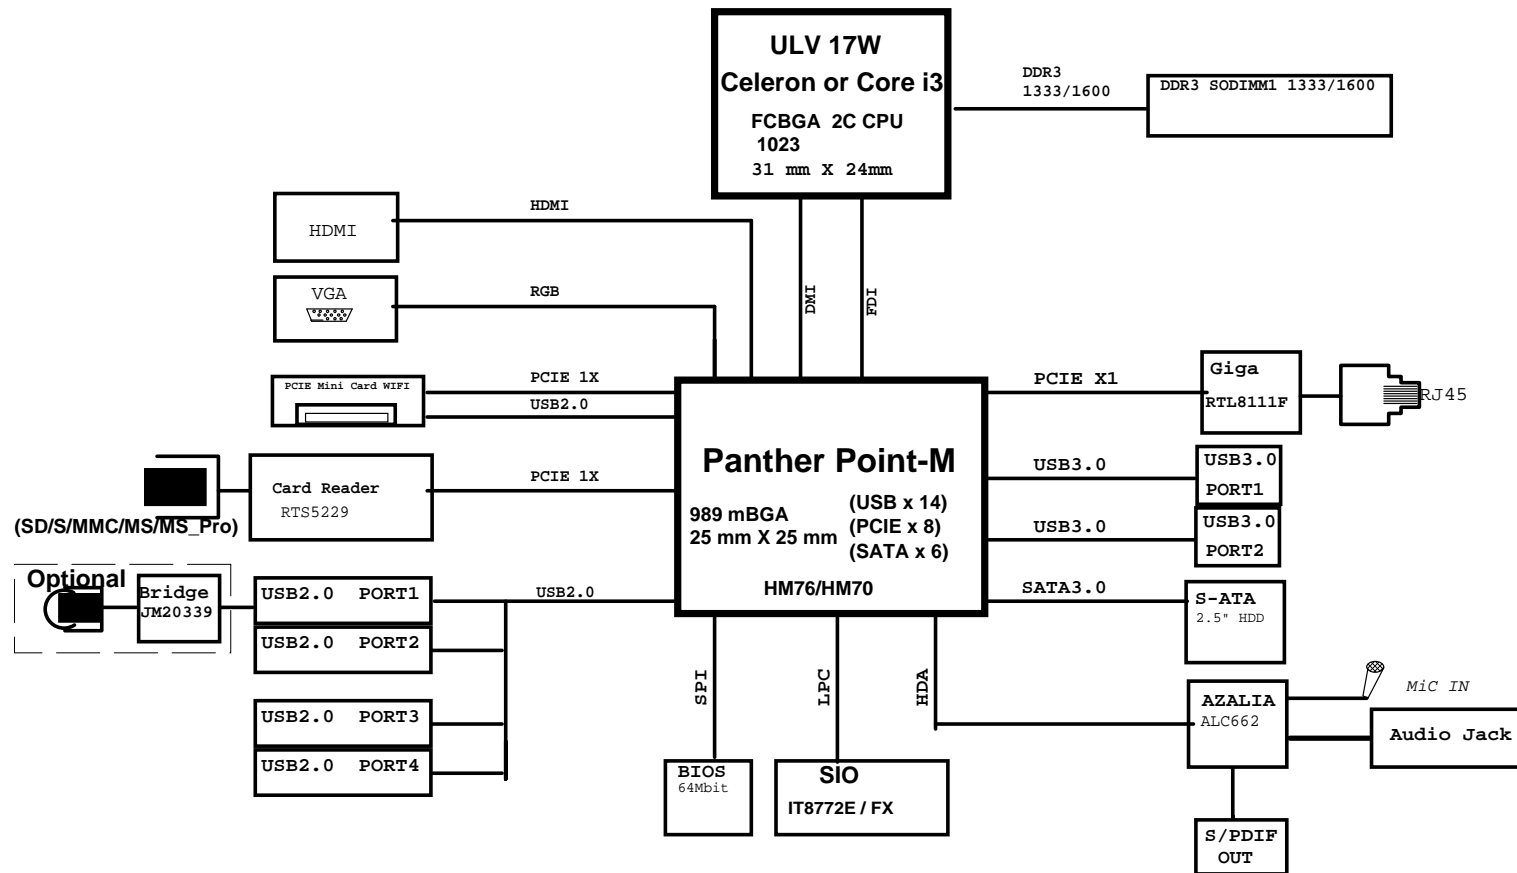 ULV 17W
Celeron or Core i3
FCBGA 2C CPU
1023
31 mm X 24mm
DDR3
1333/1600
DDR3 SODIMM1 1333/1600
HDMI
HDMI
VGA
RGB
DMI
FDI
PCIE Mini Card WIFI
PCIE 1X
USB2.0
PCIE X1
Giga
RTL8111F
RJ45
Panther Point-M
989 mBGA
25 mm X 25 mm
(USB x 14)
(PCIE x 8)
(SATA x 6)
HM76/HM70
USB3.0
USB3.0
PORT1
USB3.0
USB3.0
PORT2
Card Reader
RTS5229
PCIE 1X
(SD/S/MMC/MS/MS_Pro)
Optional
Bridge
JM20339
USB2.0 PORT1
USB2.0 PORT2
USB2.0 PORT3
USB2.0 PORT4
USB2.0
SATA3.0
S-ATA
2.5" HDD
SPI
LPC
HDA
AZALIA
ALC662
MiC IN
Audio Jack
BIOS
64Mbit
SIO
IT8772E / FX
S/PDIF
OUT